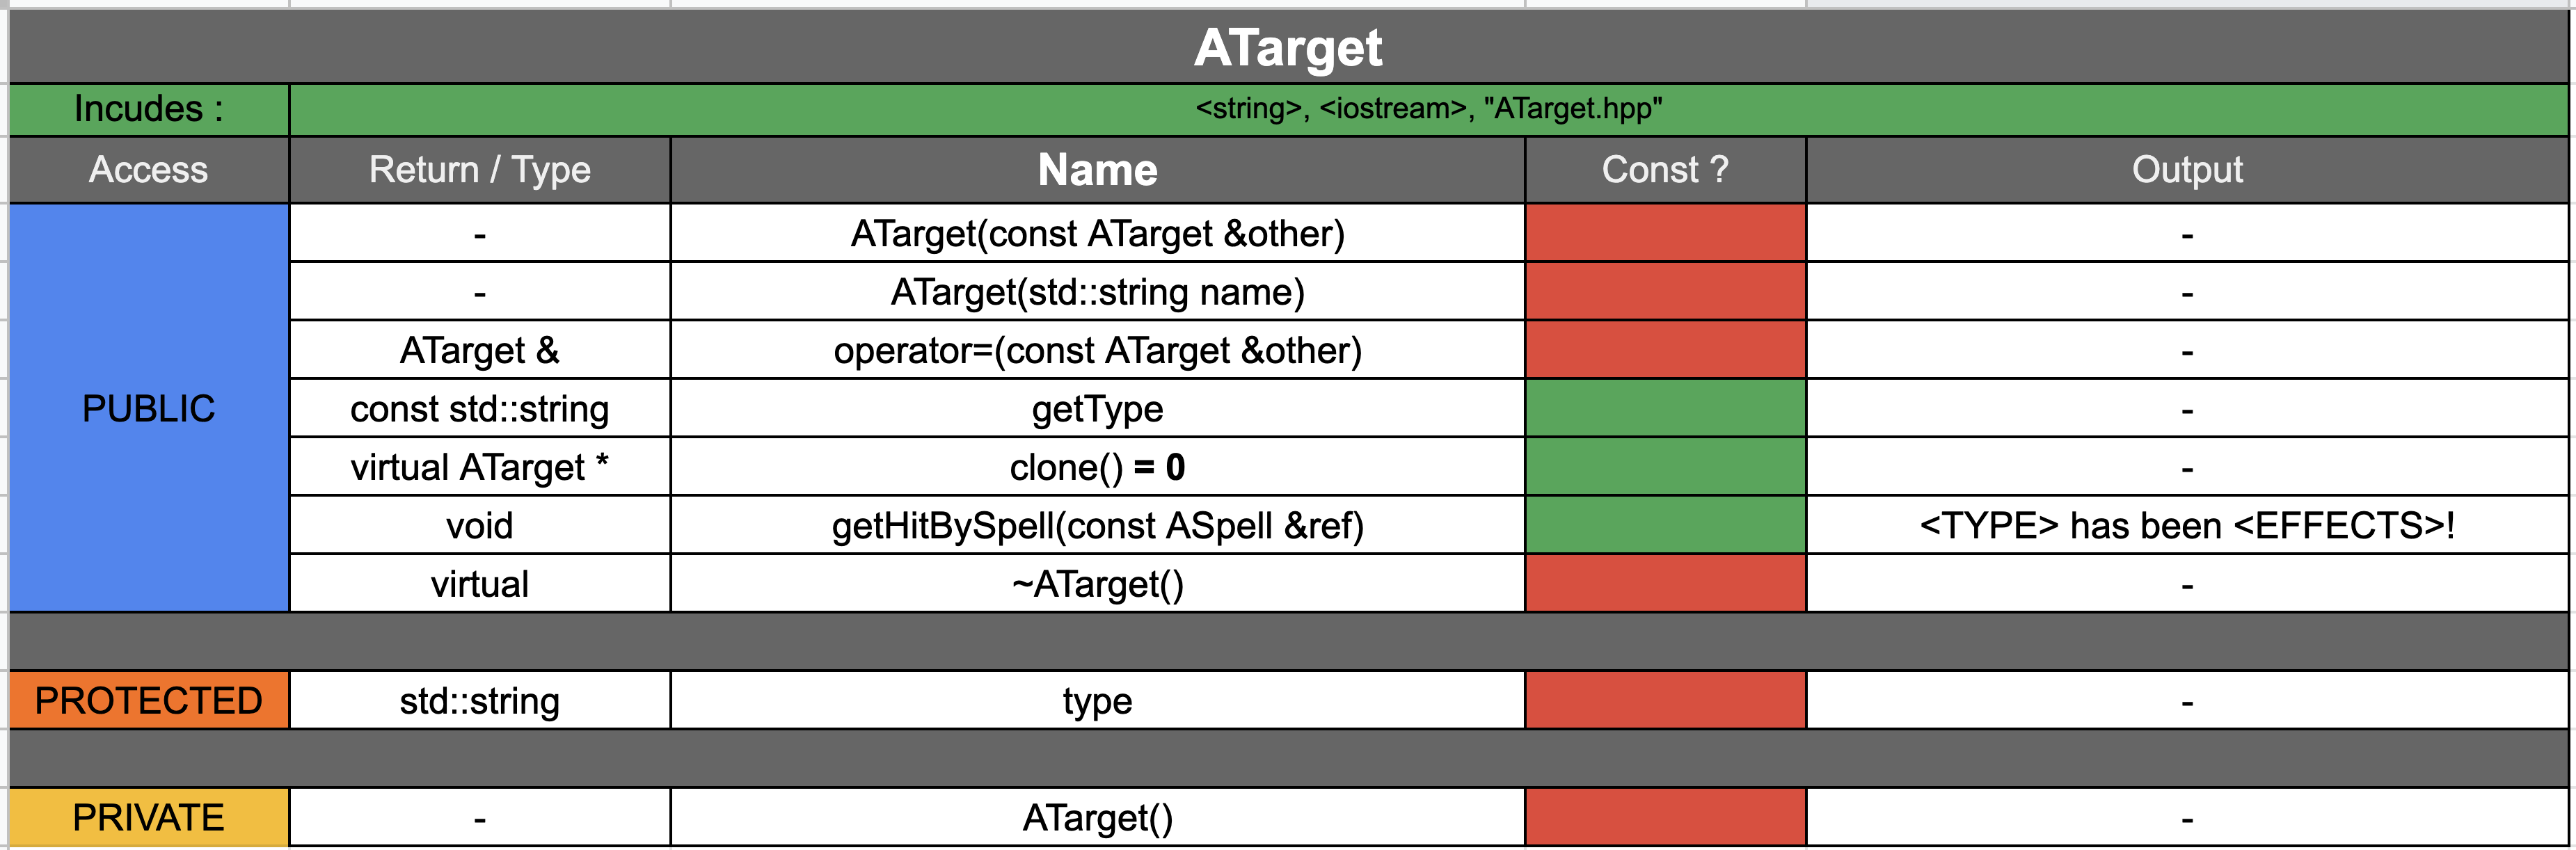 ATarget
Incudes : <string>, <iostream>, "ATarget.hpp"
Access Return / Type Name Const ? Output
PUBLIC
- ATarget(const ATarget &other) -
- ATarget(std::string name) -
ATarget & operator=(const ATarget &other) -
const std::string getType -
virtual ATarget * clone() = 0 -
void getHitBySpell(const ASpell &ref) <TYPE> has been <EFFECTS>!
virtual ~ATarget() -
PROTECTED std::string type -
PRIVATE - ATarget() -